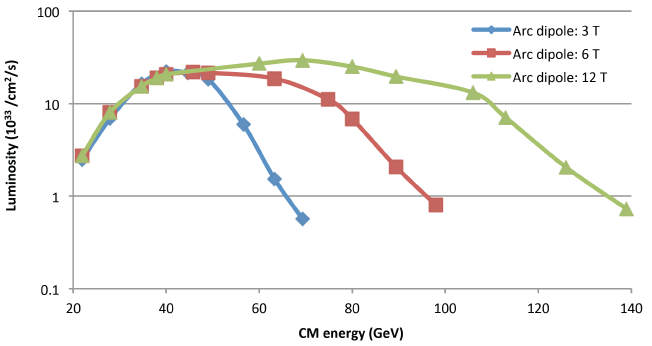 100
10
1
0.1
Luminosity (10³³ /cm²/s)
Arc dipole: 3 T
Arc dipole: 6 T
Arc dipole: 12 T
20 40 60 80 100 120 140
CM energy (GeV)